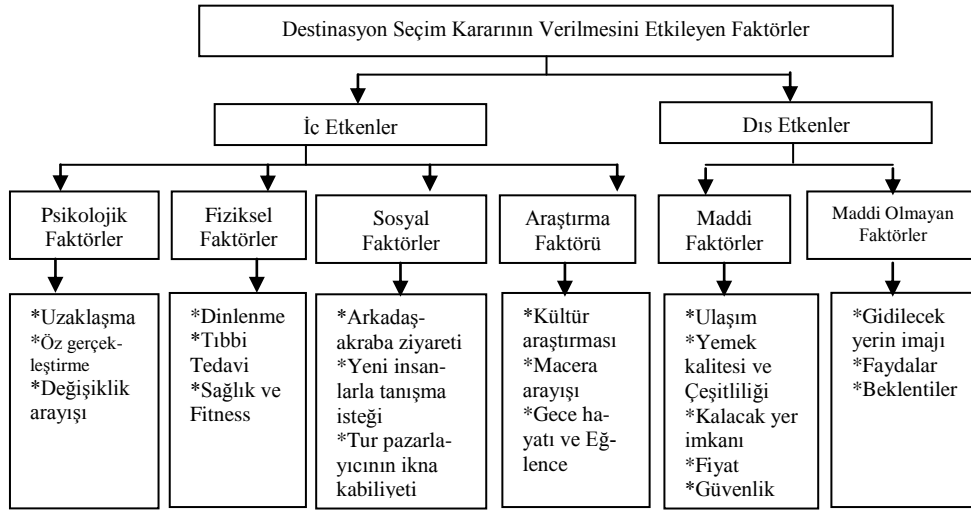 Destinasyon Seçim Kararının Verilmesini Etkileyen Faktörler
İc Etkenler
Dıs Etkenler
Psikolojik
Faktörler
Fiziksel
Faktörler
Sosyal
Faktörler
Araştırma
Faktörü
Maddi
Faktörler
Maddi Olmayan
Faktörler
*Uzaklaşma
*Öz gerçek-
leştirme
*Değişiklik
arayışı
*Dinlenme
*Tıbbi
Tedavi
*Sağlık ve
Fitness
*Arkadaş-
akraba ziyareti
*Yeni insan-
larla tanışma
isteği
*Tur pazarla-
yıcının ikna
kabiliyeti
*Kültür
araştırması
*Macera
arayışı
*Gece ha-
yatı ve Eğ-
lence
*Ulaşım
*Yemek
kalitesi ve
Çeşitliliği
*Kalacak yer
imkanı
*Fiyat
*Güvenlik
*Gidilecek
yerin imajı
*Faydalar
*Beklentiler